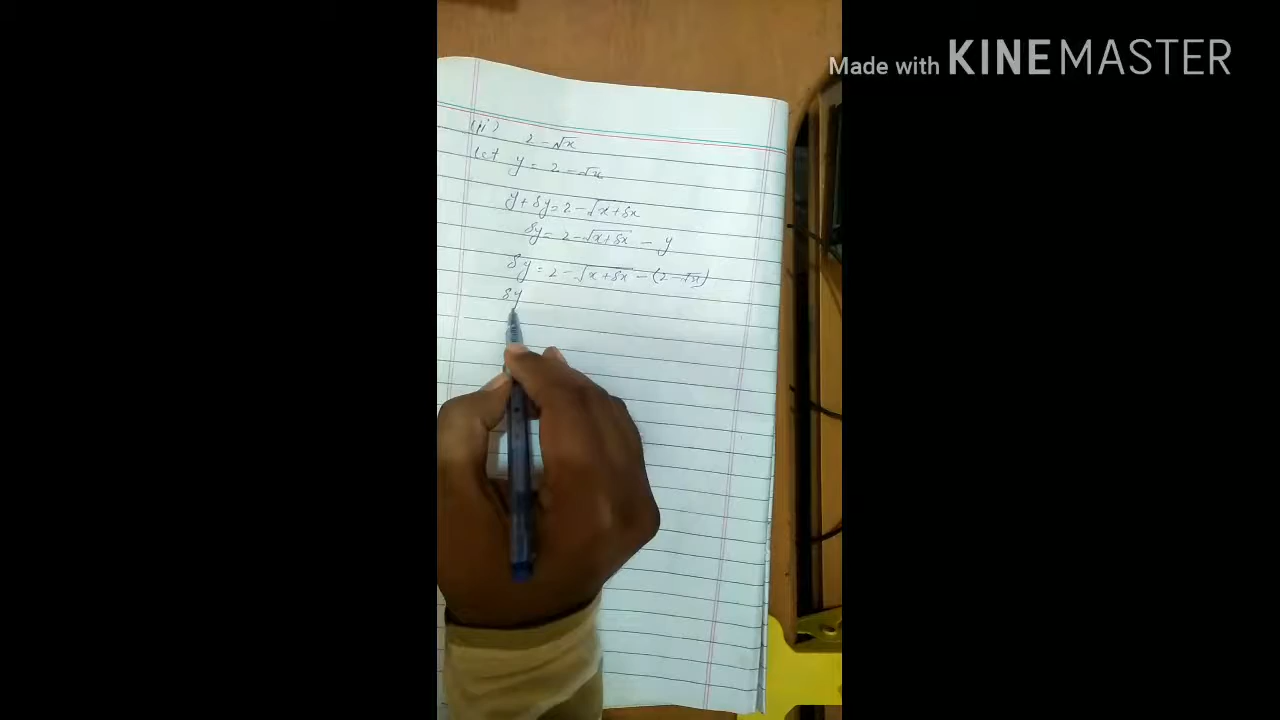 Made with KINEMASTER
(ii) 2 - √x
Let y = 2 - √x
y + δy = 2 - √x+δx
δy = 2 - √x+δx - y
δy = 2 - √x+δx - (2 - √x)
δy